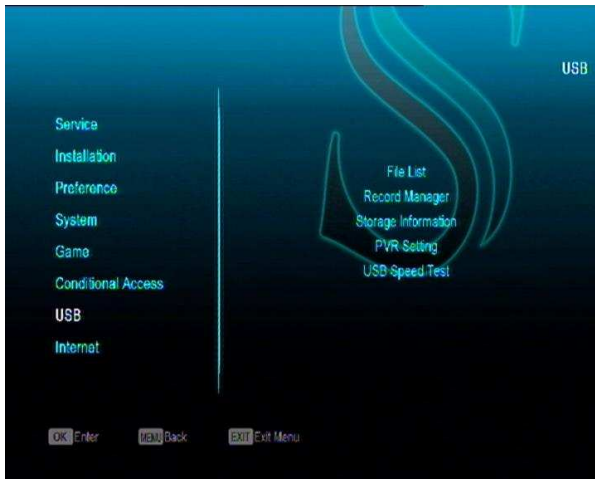 USB
Service
Installation
Preference
System
Game
Conditional Access
USB
Internet
File List
Record Manager
Storage Information
PVR Setting
USB Speed Test
OK Enter
MENU Back
EXIT Exit Menu